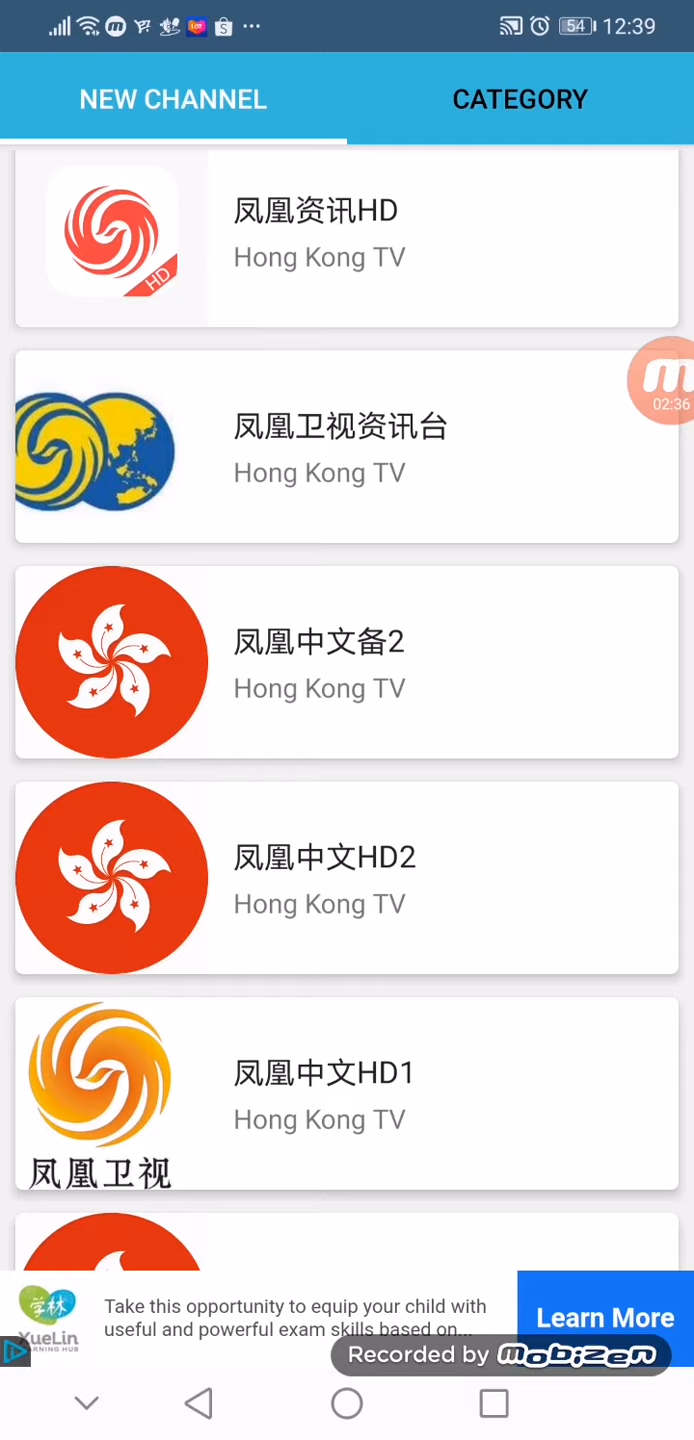 54 12:39
NEW CHANNEL
CATEGORY
凤凰资讯HD
Hong Kong TV
HD
凤凰卫视资讯台
Hong Kong TV
02:36
凤凰中文备2
Hong Kong TV
凤凰中文HD2
Hong Kong TV
凤凰中文HD1
Hong Kong TV
凤凰卫视
学林
XueLin
Take this opportunity to equip your child with
useful and powerful exam skills based on...
Learn More
Recorded by mobizen